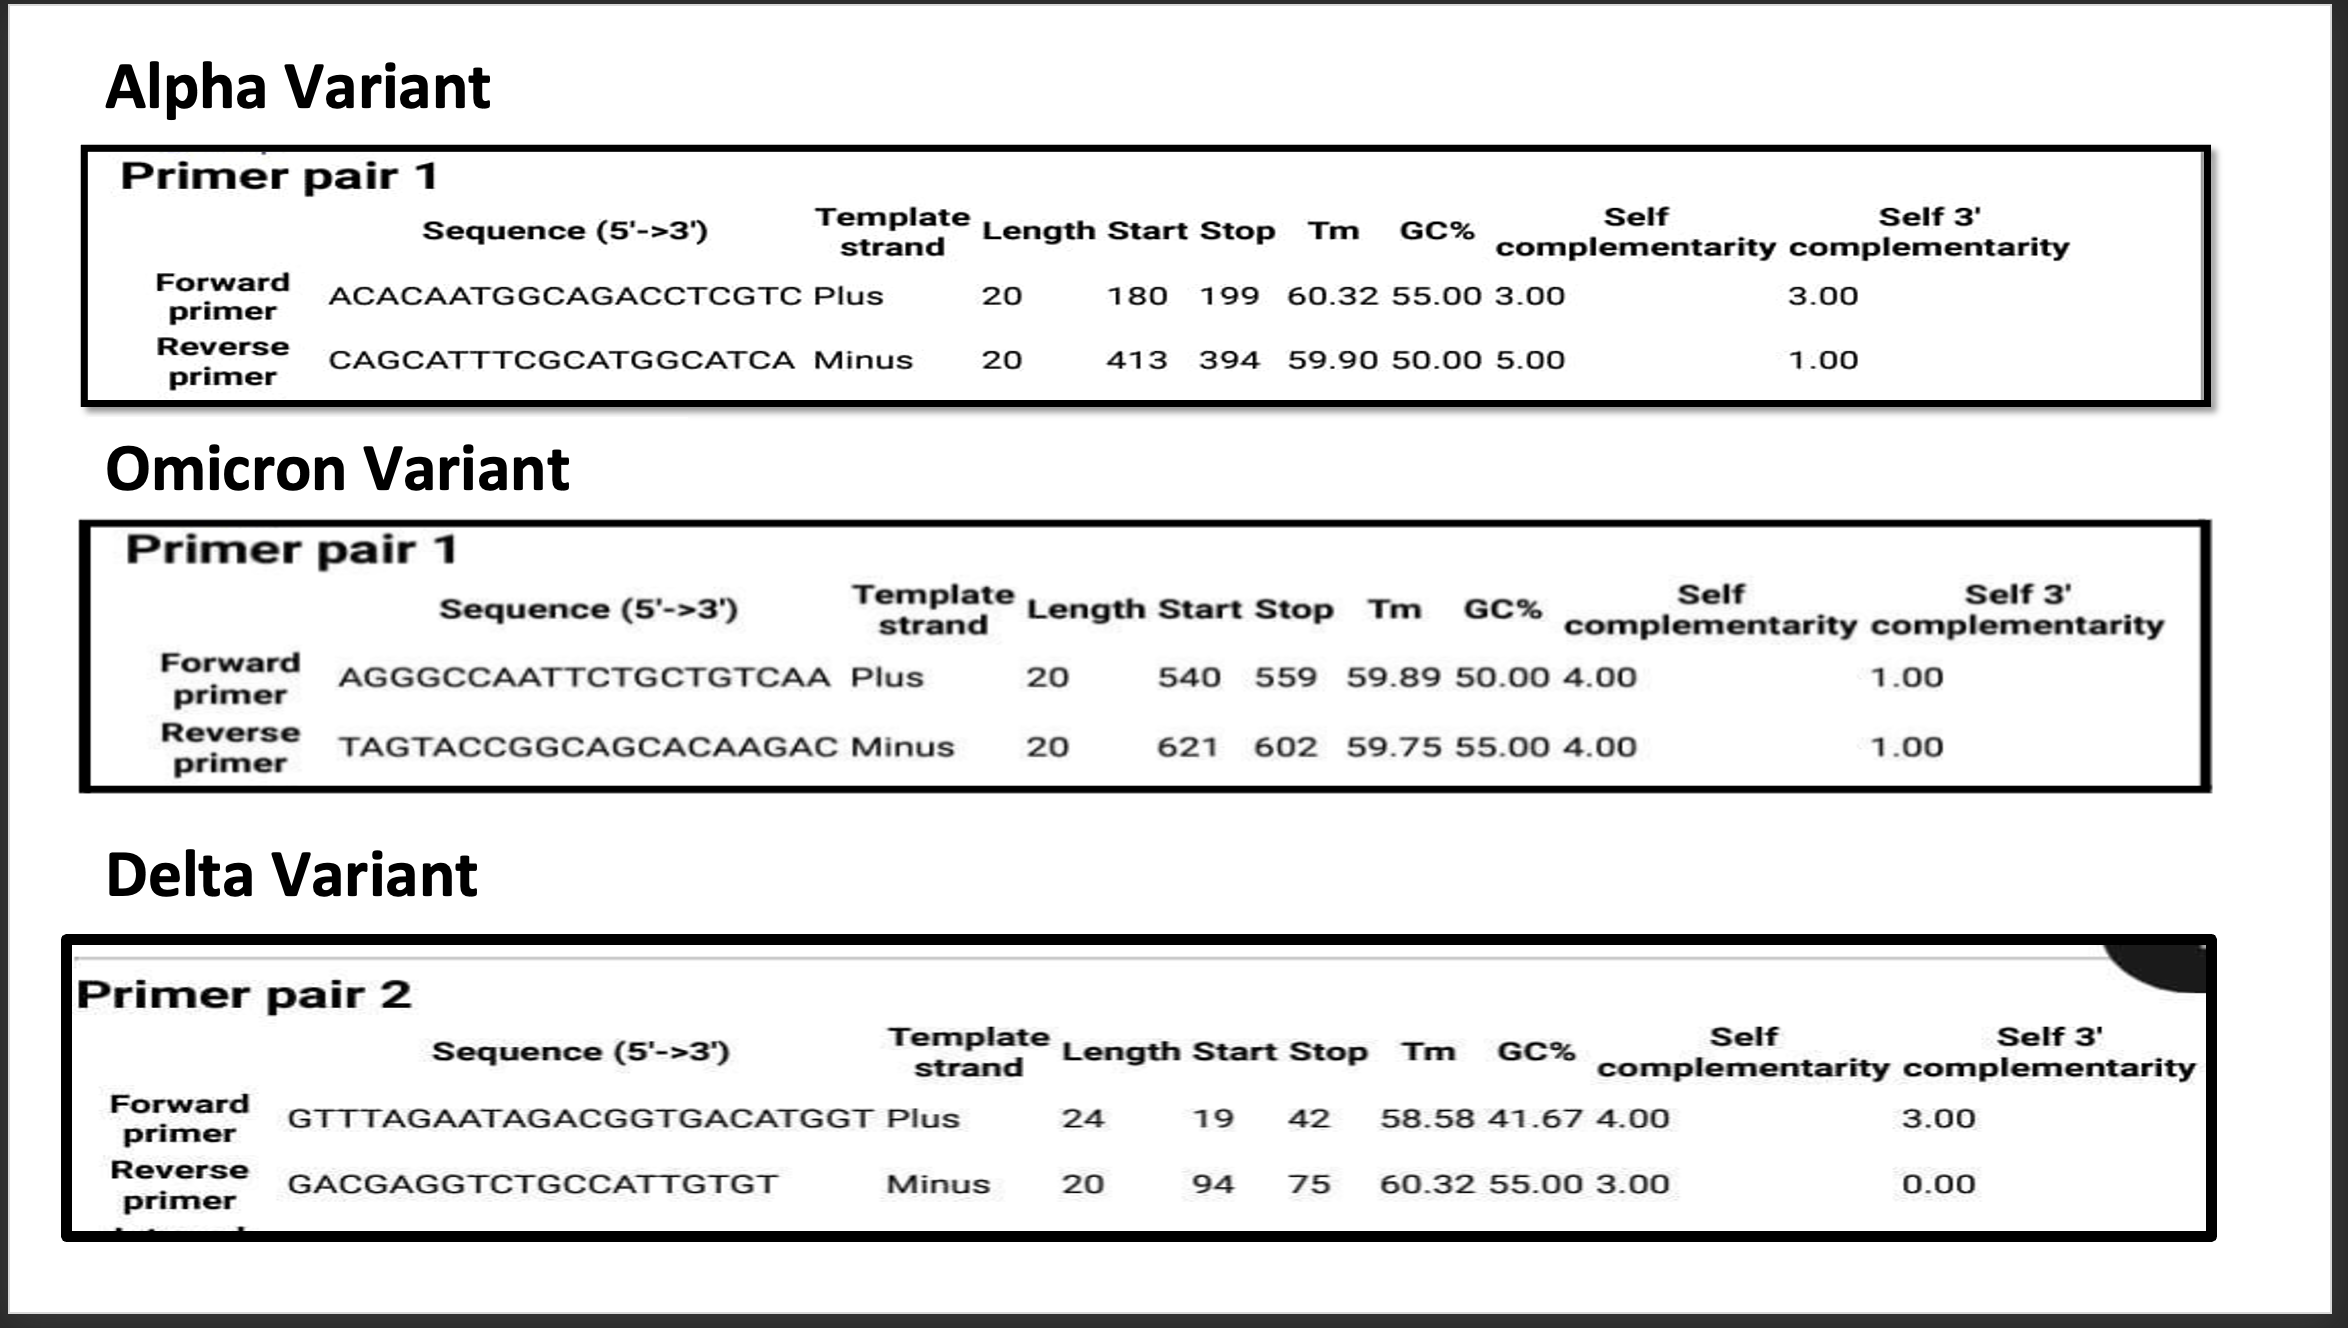 Alpha Variant
Primer pair 1
Sequence (5'->3') Template strand Length Start Stop Tm GC% Self complementarity Self 3' complementarity
Forward primer ACACAATGGCAGACCTCGTC Plus 20 180 199 60.32 55.00 3.00 3.00
Reverse primer CAGCATTTCGCATGGCATCA Minus 20 413 394 59.90 50.00 5.00 1.00
Omicron Variant
Primer pair 1
Sequence (5'->3') Template strand Length Start Stop Tm GC% Self complementarity Self 3' complementarity
Forward primer AGGGCCAATTCTGCTGTCAA Plus 20 540 559 59.89 50.00 4.00 1.00
Reverse primer TAGTACCGGCAGCACAAGAC Minus 20 621 602 59.75 55.00 4.00 1.00
Delta Variant
Primer pair 2
Sequence (5'->3') Template strand Length Start Stop Tm GC% Self complementarity Self 3' complementarity
Forward primer GTTTAGAATAGACGGTGACATGGT Plus 24 19 42 58.58 41.67 4.00 3.00
Reverse primer GACGAGGTCTGCCATTGTGT Minus 20 94 75 60.32 55.00 3.00 0.00